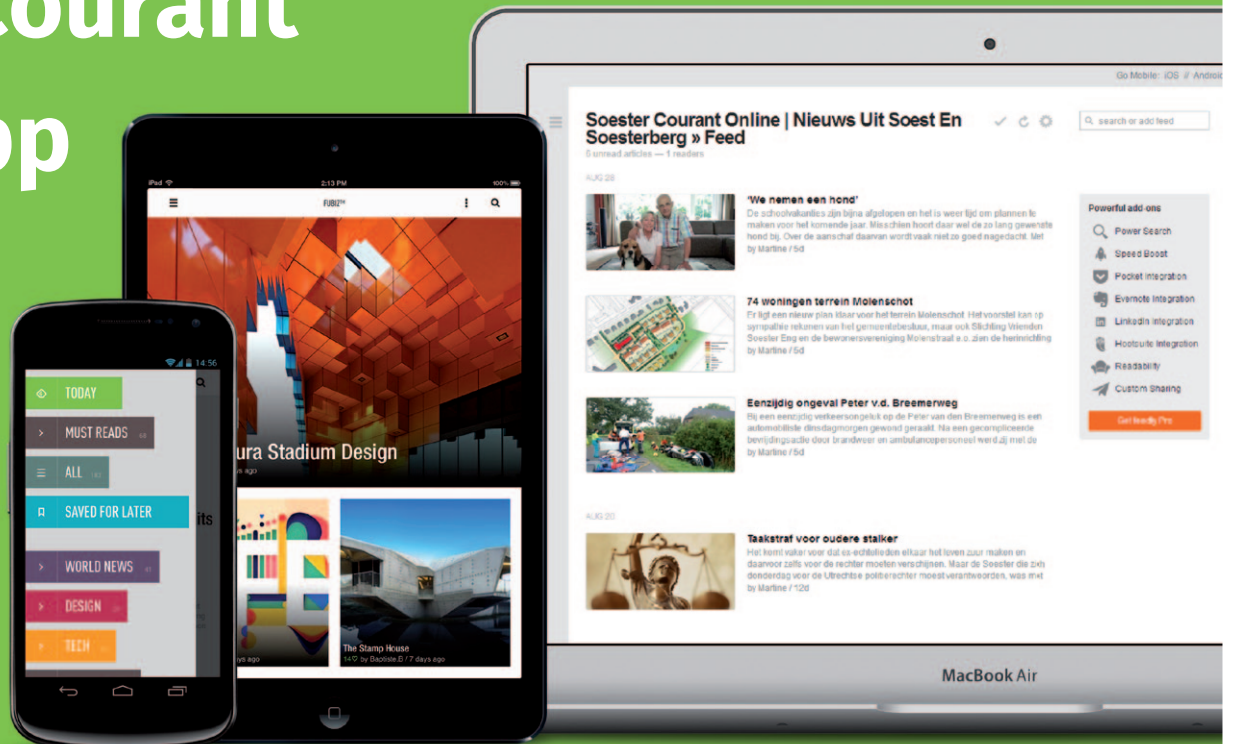 Courant
pp
Go Mobile: iOS // Android
Soester Courant Online | Nieuws Uit Soest En
Soesterberg » Feed
5 unread articles — 1 readers
search or add feed
AUG 28
'We nemen een hond'
De schoolvakanties zijn bijna afgelopen en het is weer tijd om plannen te
maken voor het komende jaar. Misschien hoort daar wel de zo lang gewenste
hond bij. Over de aanschaf daarvan wordt vaak niet zo goed nagedacht. Met
by Martine / 5d
74 woningen terrein Molenschot
Er ligt een nieuw plan klaar voor het terrein Molenschot. Het voorstel kan op
sympathie rekenen van het gemeentebestuur, maar ook Stichting Vrienden
Soester Eng en de bewonersvereniging Molenstraat e.o. zien de herinrichting
by Martine / 5d
Eenzijdig ongeval Peter v.d. Breemerweg
Bij een eenzijdig verkeersongeluk op de Peter van den Breemerweg is een
automobiliste dinsdagmorgen gewond geraakt. Na een gecompliceerde
bevrijdingsactie door brandweer en ambulancepersoneel werd zij met de
by Martine / 5d
AUG 20
Taakstraf voor oudere stalker
Het komt vaker voor dat ex-echtelieden elkaar het leven zuur maken en
daarvoor zelfs voor de rechter moeten verschijnen. Maar de Soester die zich
donderdag voor de Utrechtse politierechter moest verantwoorden, was met
by Martine / 12d
Powerful add-ons
Power Search
Speed Boost
Pocket Integration
Evernote Integration
LinkedIn Integration
Hootsuite Integration
Readability
Custom Sharing
Get feedly Pro
MacBook Air
iPad
2:13 PM
100%
FUBIZ™
ura Stadium Design
ys ago
ys ago
The Stamp House
14 by Baptiste.B / 7 days ago
14:56
TODAY
MUST READS
ALL
SAVED FOR LATER
its
WORLD NEWS
DESIGN
TECH